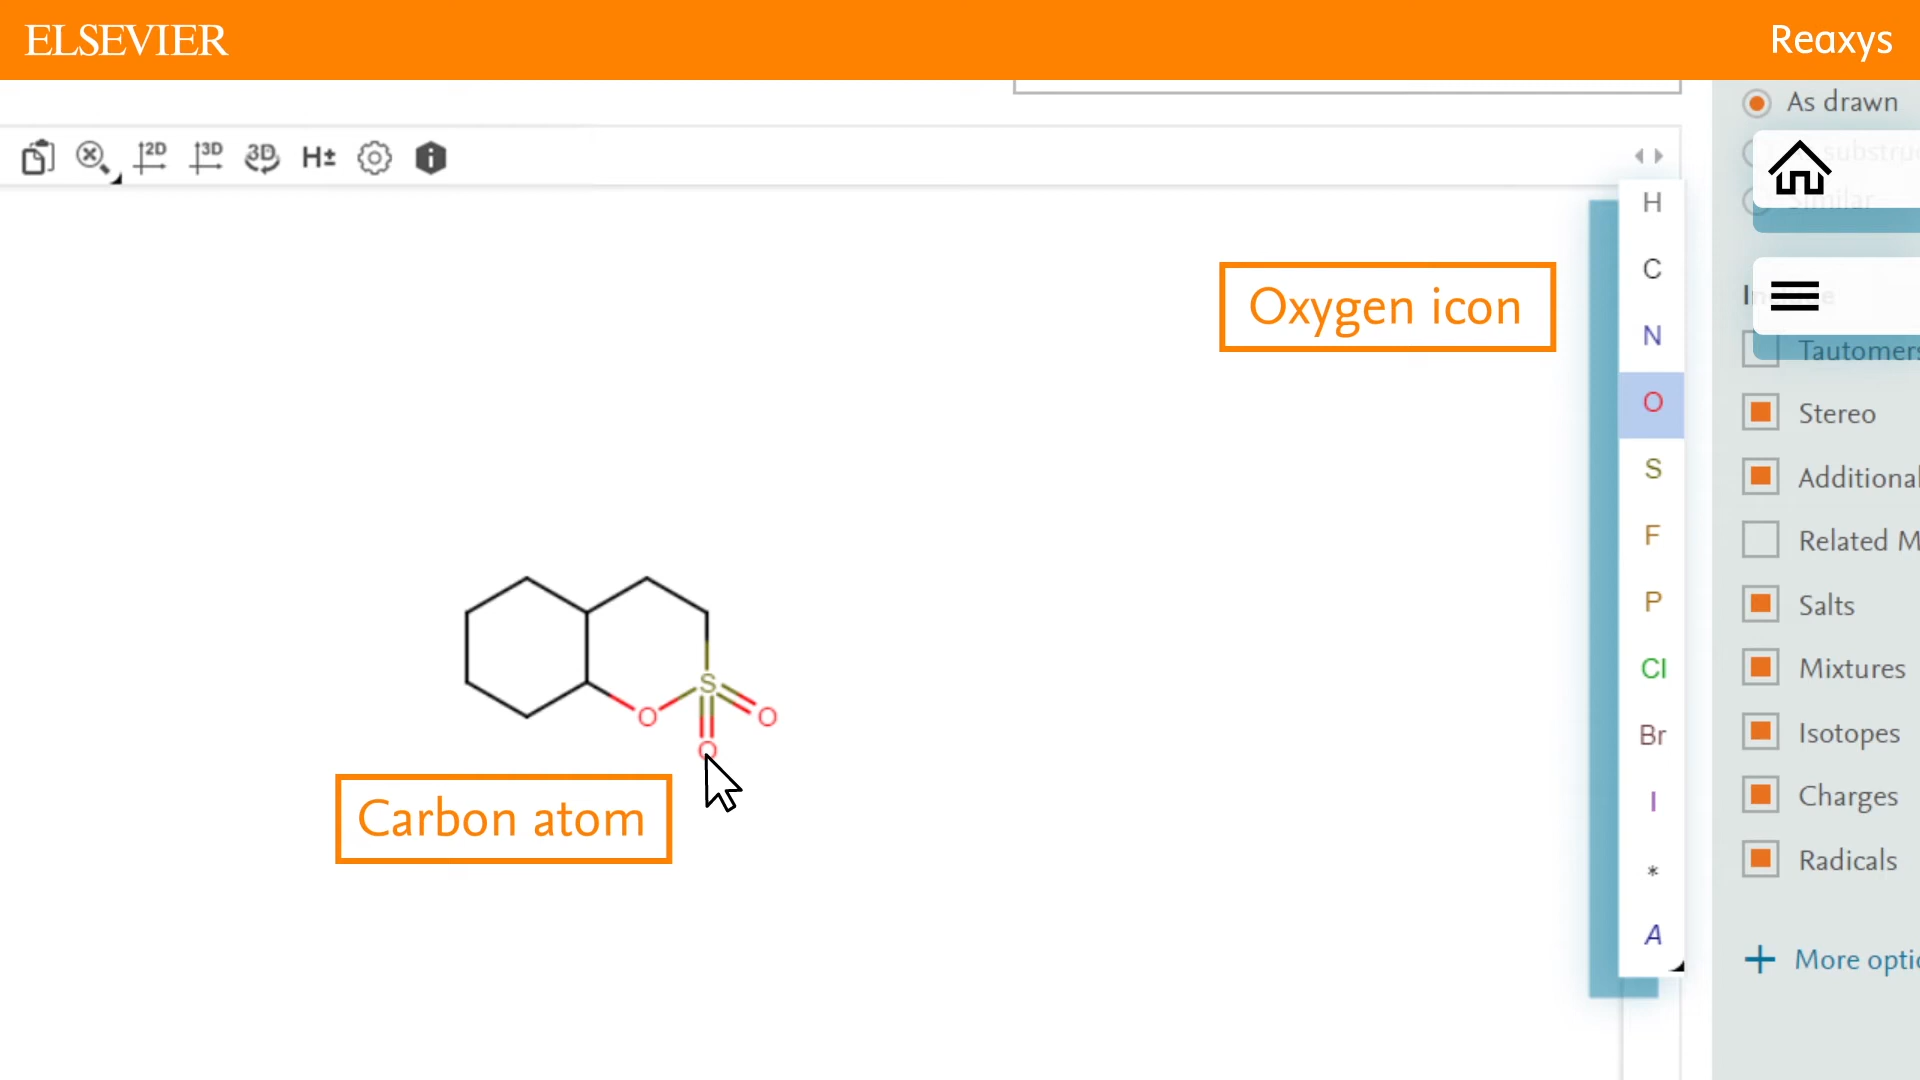 ELSEVIER
Reaxys
As drawn
2D
3D
3D
H±
Similar
H
C
N
O
S
F
P
Cl
Br
I
*
A
Oxygen icon
Tautomers
Stereo
Additional
Related M
Salts
Mixtures
Isotopes
Charges
Radicals
More optio
S
O
O
O
Carbon atom